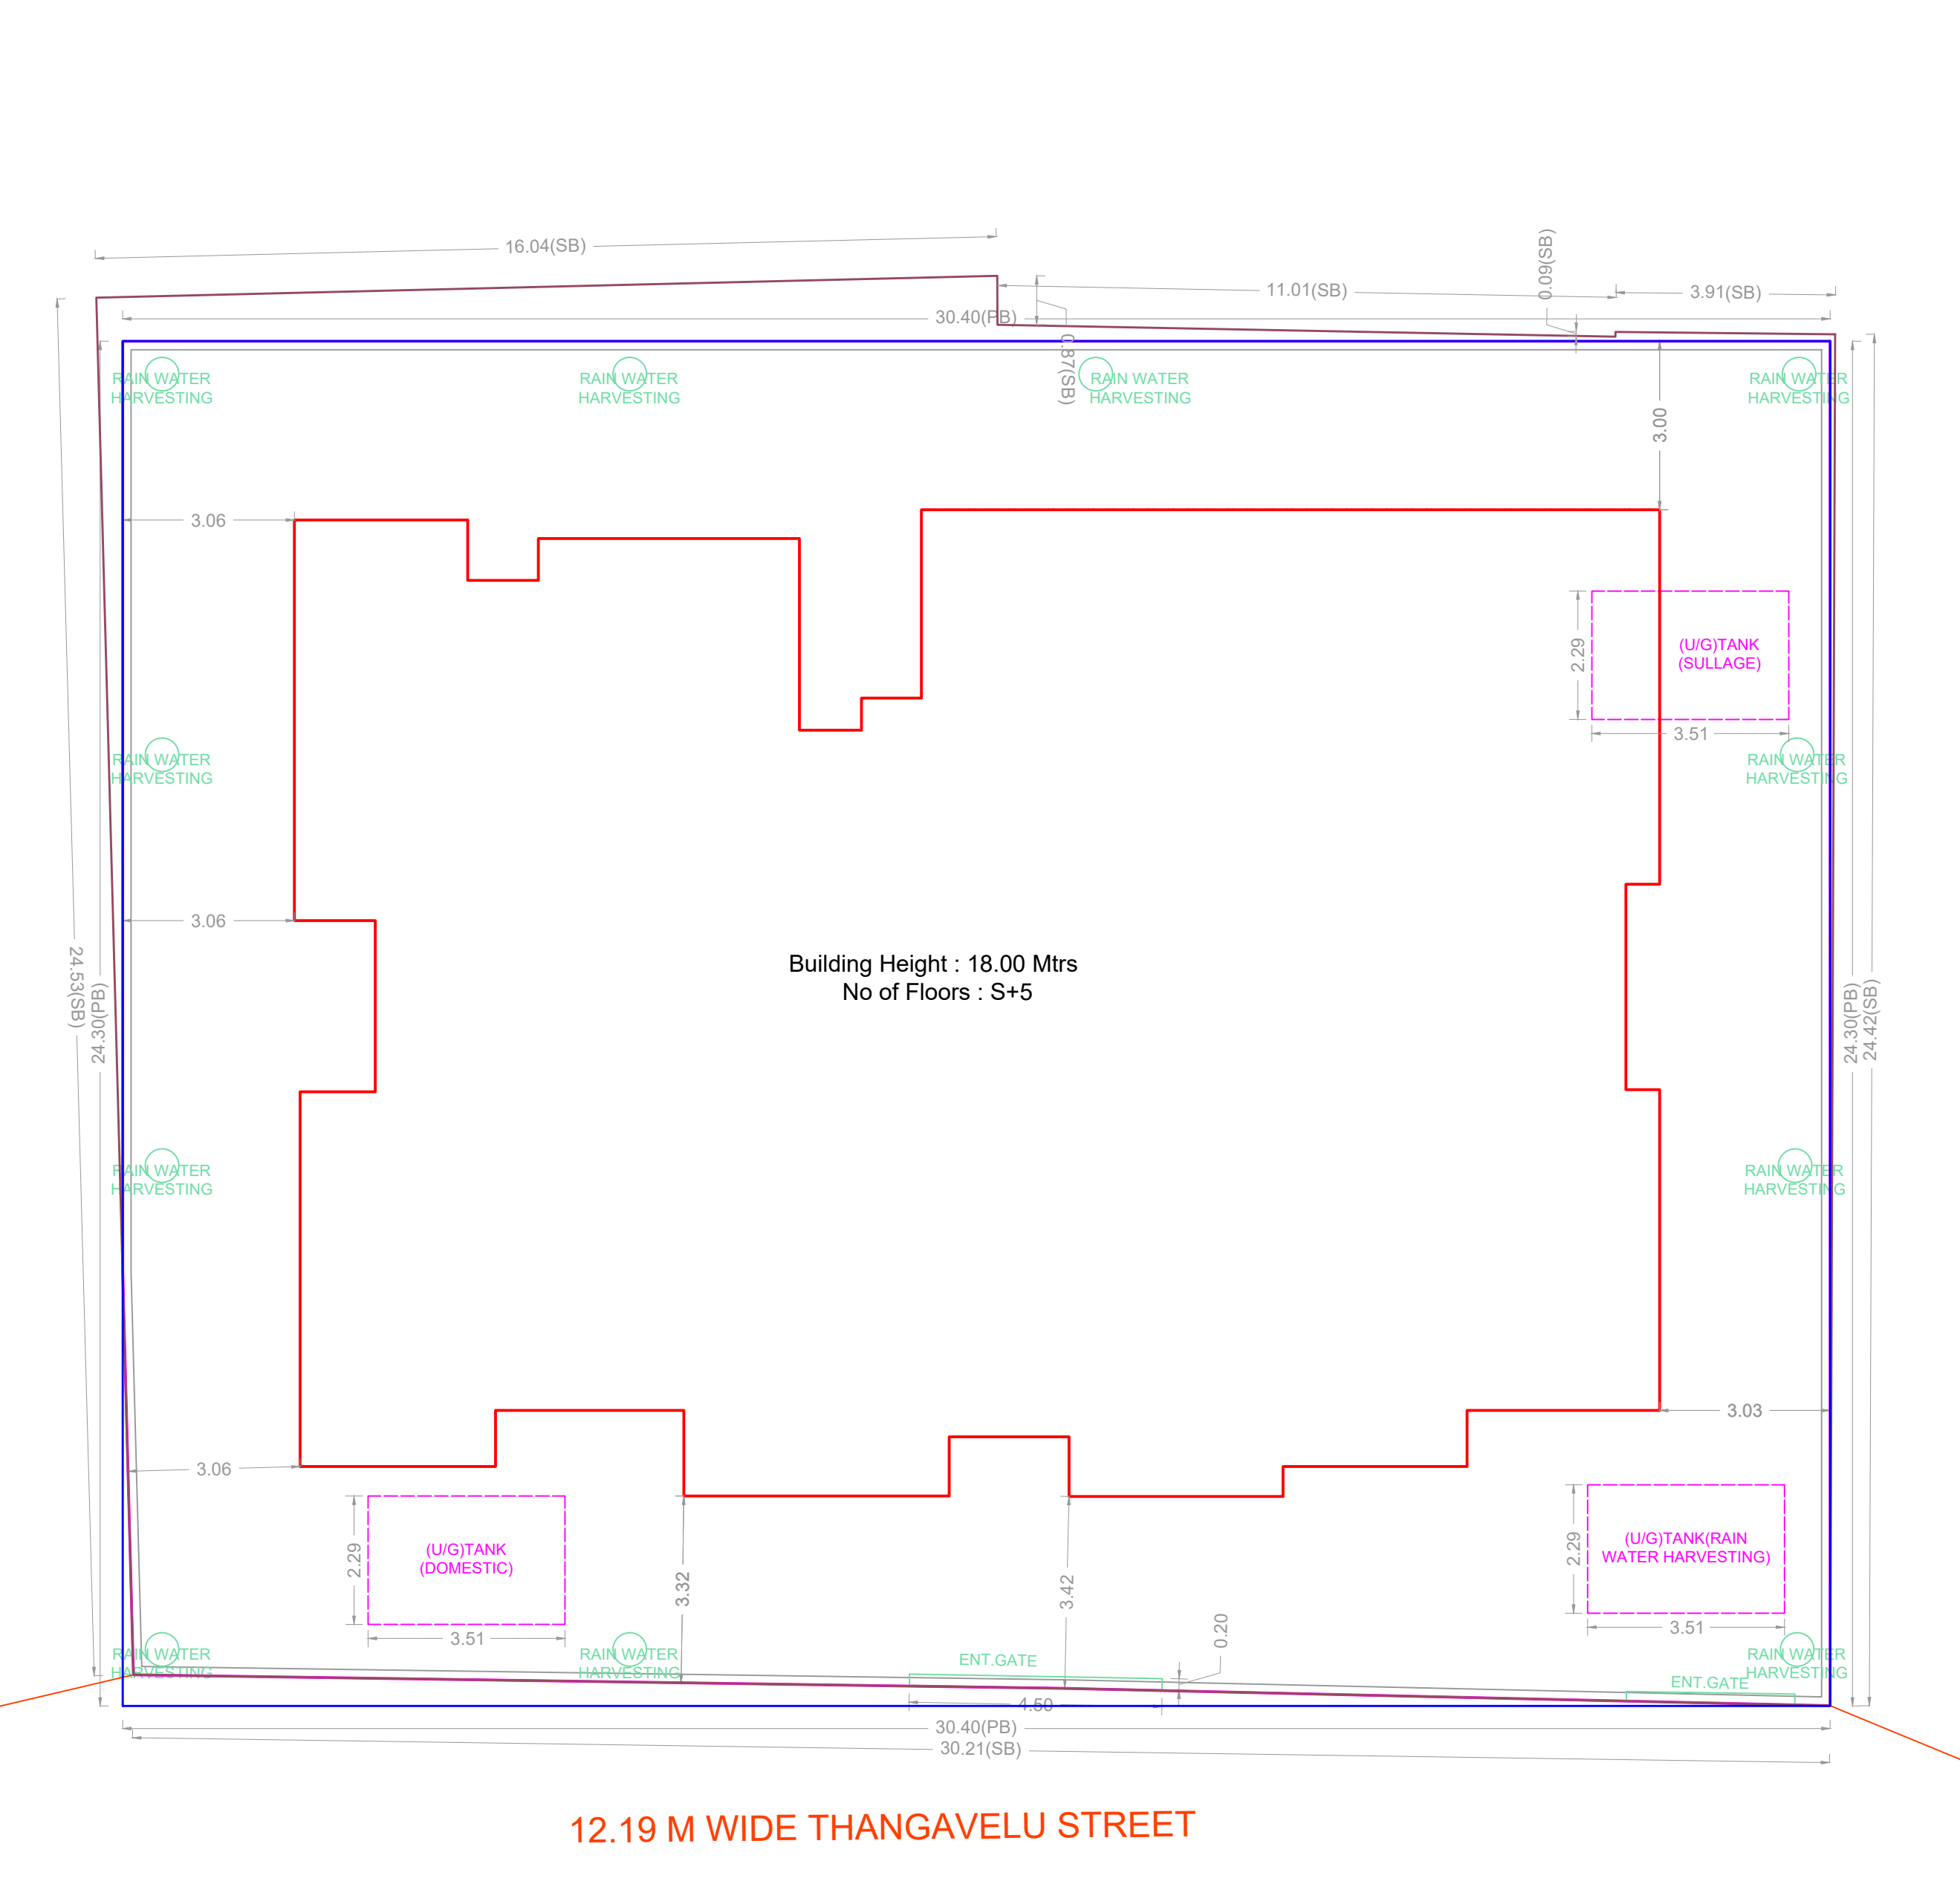 0.09(SB)
16.04(SB)
11.01(SB)
3.91(SB)
30.40(PB)
0.87(SB)
RAIN WATER
HARVESTING
RAIN WATER
HARVESTING
RAIN WATER
HARVESTING
RAIN WATER
HARVESTING
3.00
3.06
(U/G)TANK
(SULLAGE)
2.29
3.51
RAIN WATER
HARVESTING
RAIN WATER
HARVESTING
3.06
Building Height : 18.00 Mtrs
No of Floors : S+5
24.53(SB)
24.30(PB)
24.30(PB)
24.42(SB)
RAIN WATER
HARVESTING
RAIN WATER
HARVESTING
3.03
3.06
(U/G)TANK
(DOMESTIC)
2.29
3.51
3.32
3.42
0.20
(U/G)TANK(RAIN
WATER HARVESTING)
2.29
3.51
RAIN WATER
HARVESTING
RAIN WATER
HARVESTING
ENT.GATE
RAIN WATER
HARVESTING
ENT.GATE
4.50
30.40(PB)
30.21(SB)
12.19 M WIDE THANGAVELU STREET